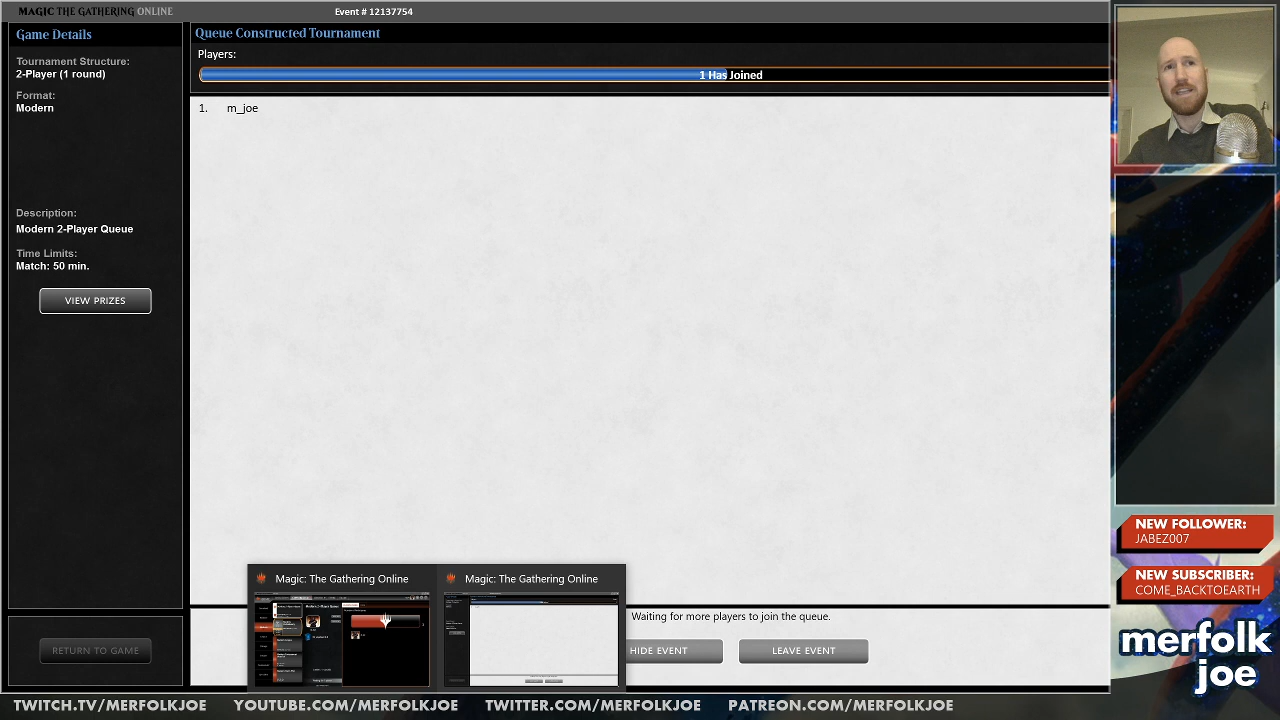 MAGIC THE GATHERING ONLINE
Event # 12137754
Game Details
Tournament Structure:
2-Player (1 round)
Format:
Modern
Description:
Modern 2-Player Queue
Time Limits:
Match: 50 min.
VIEW PRIZES
RETURN TO GAME
Queue Constructed Tournament
Players:
1 Has Joined
1. m_joe
Magic: The Gathering Online
Magic: The Gathering Online
Waiting for more players to join the queue.
HIDE EVENT
LEAVE EVENT
NEW FOLLOWER:
JABEZ007
NEW SUBSCRIBER:
COME_BACKTOEARTH
merfolk
joe
TWITCH.TV/MERFOLKJOE YOUTUBE.COM/MERFOLKJOE TWITTER.COM/MERFOLKJOE PATREON.COM/MERFOLKJOE